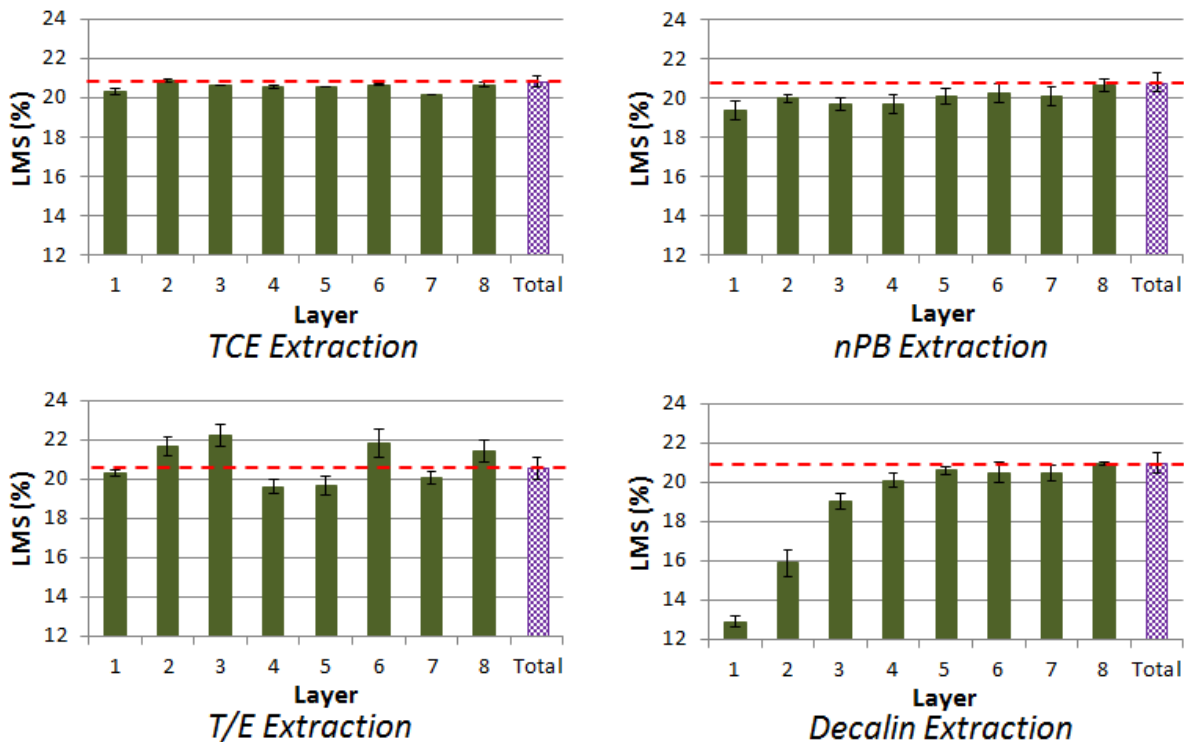 24
22
20
18
16
14
12
LMS (%)
1 2 3 4 5 6 7 8 Total
Layer
TCE Extraction
24
22
20
18
16
14
12
LMS (%)
1 2 3 4 5 6 7 8 Total
Layer
nPB Extraction
24
22
20
18
16
14
12
LMS (%)
1 2 3 4 5 6 7 8 Total
Layer
T/E Extraction
24
22
20
18
16
14
12
LMS (%)
1 2 3 4 5 6 7 8 Total
Layer
Decalin Extraction